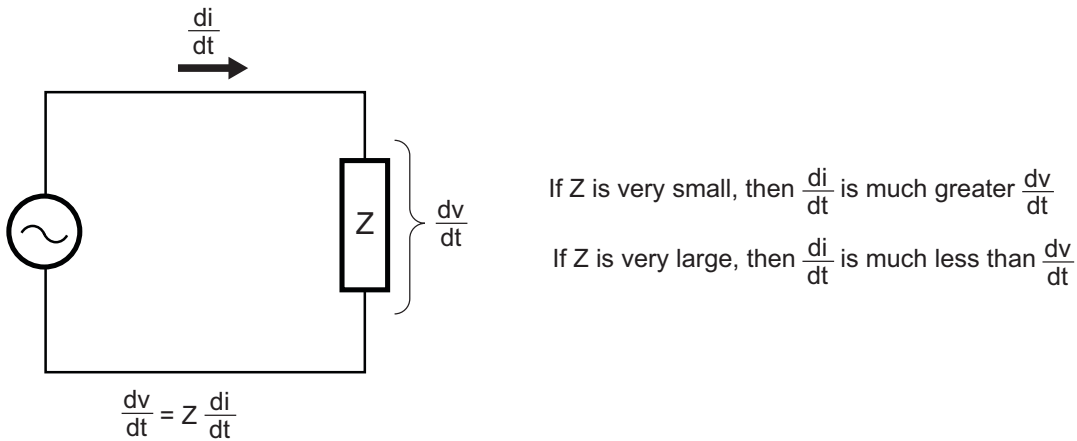 di/dt
Z
dv/dt
If Z is very small, then di/dt is much greater dv/dt
If Z is very large, then di/dt is much less than dv/dt
dv/dt = Z di/dt